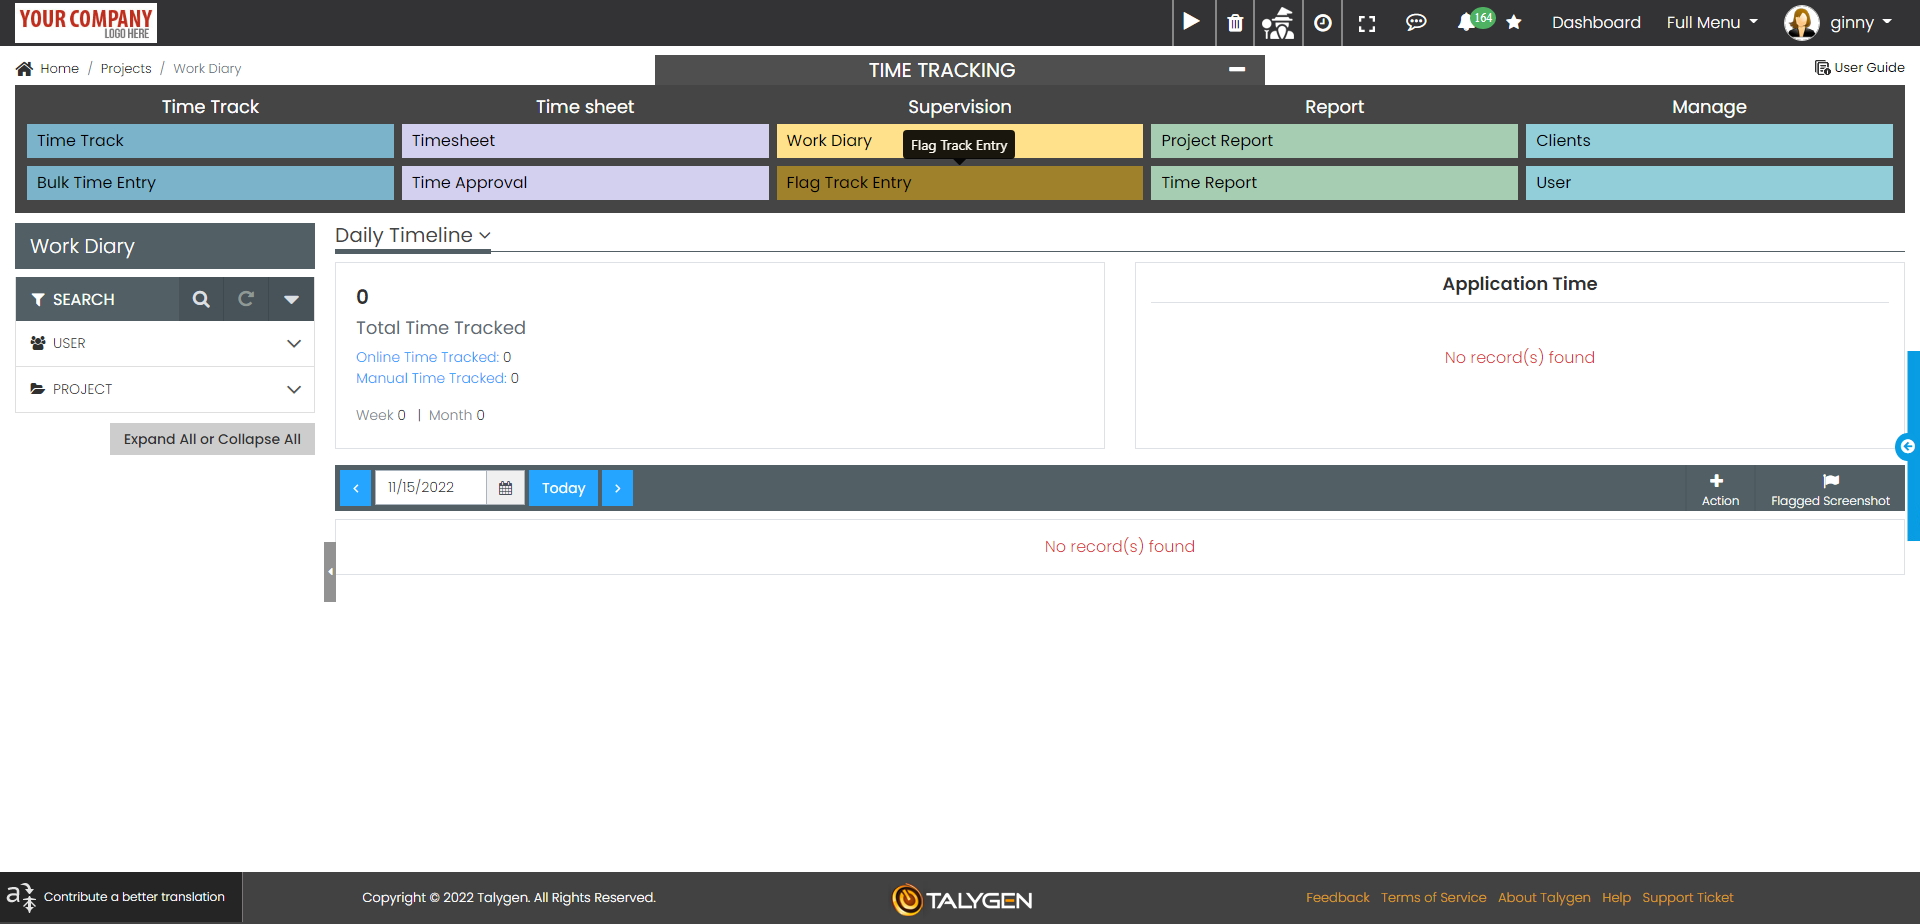 YOUR COMPANY
LOGO HERE
164
Dashboard
Full Menu
ginny
Home / Projects / Work Diary
TIME TRACKING
User Guide
Time Track
Time sheet
Supervision
Report
Manage
Time Track
Timesheet
Work Diary
Project Report
Clients
Flag Track Entry
Bulk Time Entry
Time Approval
Flag Track Entry
Time Report
User
Work Diary
Daily Timeline
SEARCH
USER
PROJECT
Expand All or Collapse All
0
Total Time Tracked
Online Time Tracked: 0
Manual Time Tracked: 0
Week 0 | Month 0
Application Time
No record(s) found
11/15/2022
Today
Action
Flagged Screenshot
No record(s) found
Contribute a better translation
Copyright © 2022 Talygen. All Rights Reserved.
TALYGEN
Feedback Terms of Service About Talygen Help Support Ticket